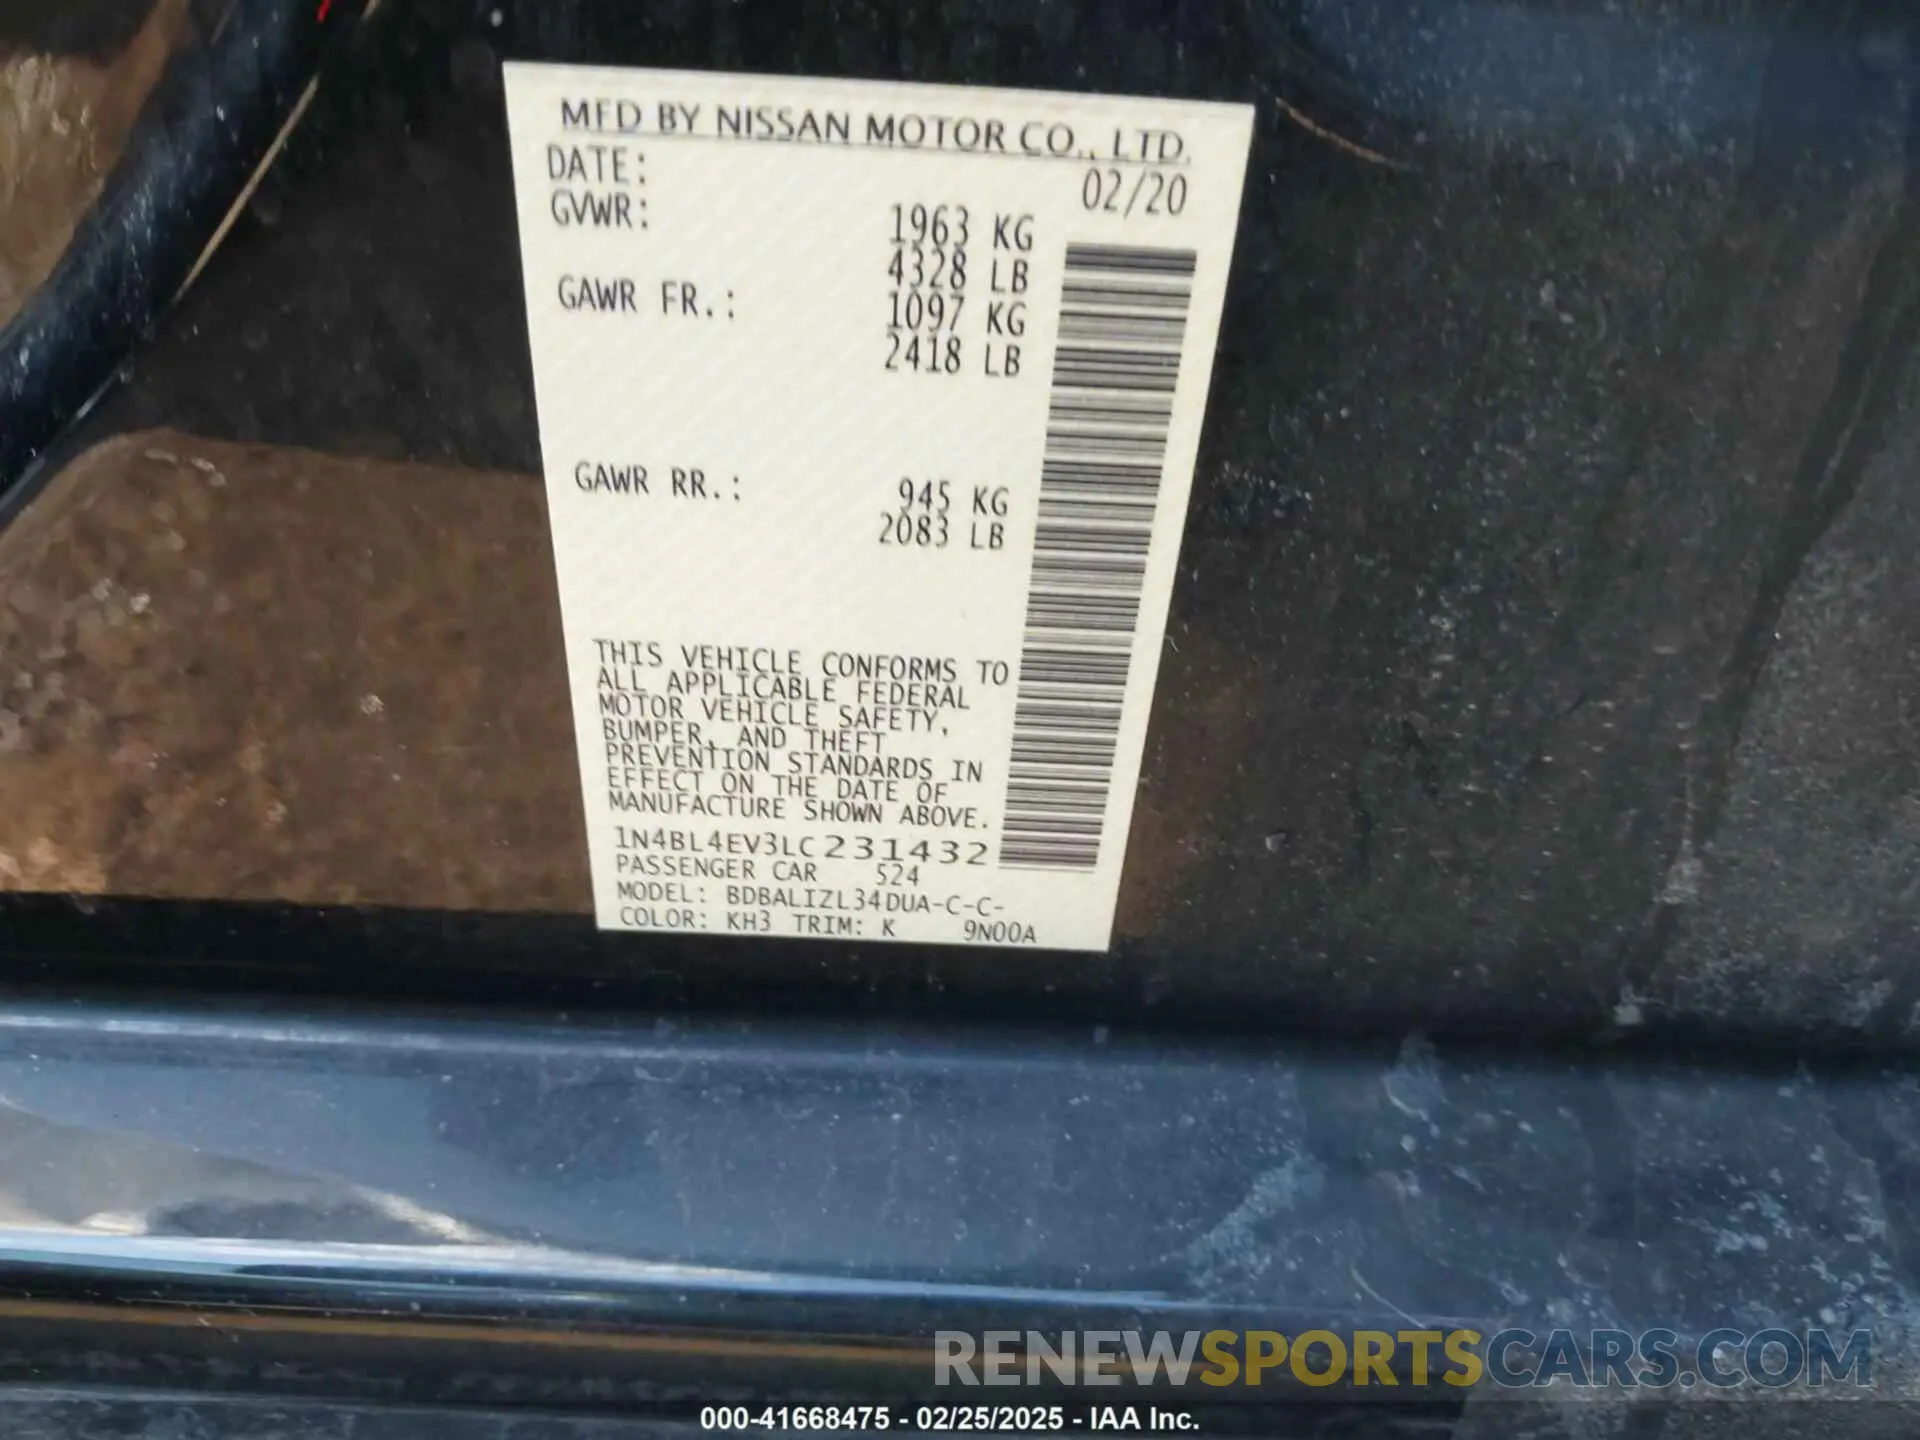 MFD BY NISSAN MOTOR CO., LTD.
DATE: 02/20
GVWR: 1963 KG
4328 LB
GAWR FR.: 1097 KG
2418 LB
GAWR RR.: 945 KG
2083 LB
THIS VEHICLE CONFORMS TO
ALL APPLICABLE FEDERAL
MOTOR VEHICLE SAFETY,
BUMPER, AND THEFT
PREVENTION STANDARDS IN
EFFECT ON THE DATE OF
MANUFACTURE SHOWN ABOVE.
1N4BL4EV3LC231432
PASSENGER CAR 524
MODEL: BDBALIZL34DUA-C-C-
COLOR: KH3 TRIM: K 9N00A
RENEWSPORTSCARS.COM
000-41668475 - 02/25/2025 - IAA Inc.